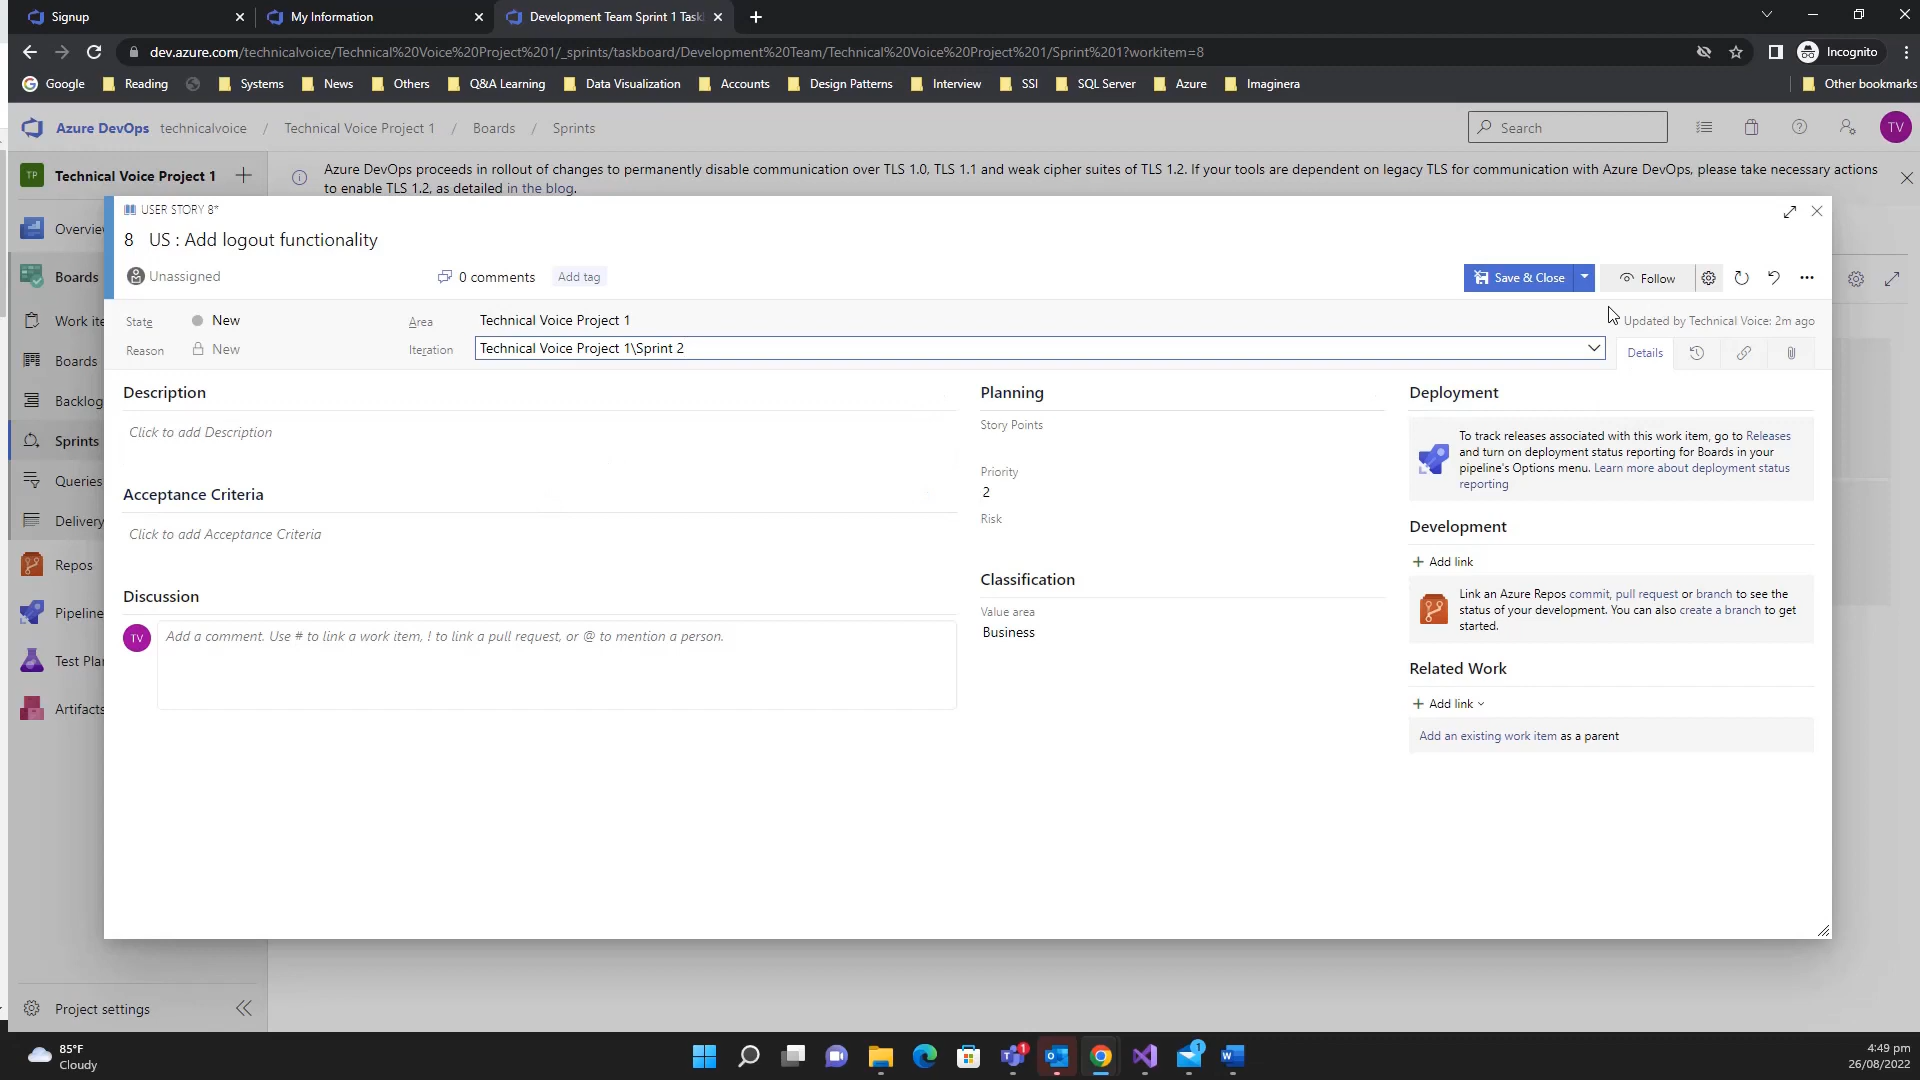 Signup
My Information
Development Team Sprint 1 Task
dev.azure.com/technicalvoice/Technical%20Voice%20Project%201/_sprints/taskboard/Development%20Team/Technical%20Voice%20Project%201/Sprint%201?workitem=8
Incognito
Google
Reading
Systems
News
Others
Q&A Learning
Data Visualization
Accounts
Design Patterns
Interview
SSI
SQL Server
Azure
Imaginera
Other bookmarks
Azure DevOps technicalvoice / Technical Voice Project 1 / Boards / Sprints
Search
TV
TP Technical Voice Project 1
Azure DevOps proceeds in rollout of changes to permanently disable communication over TLS 1.0, TLS 1.1 and weak cipher suites of TLS 1.2. If your tools are dependent on legacy TLS for communication with Azure DevOps, please take necessary actions
to enable TLS 1.2, as detailed in the blog.
Overvie
Boards
Work ite
Boards
Backlog
Sprints
Queries
Delivery
Repos
Pipeline
Test Pla
Artifacts
Project settings
USER STORY 8*
8 US : Add logout functionality
Unassigned
0 comments
Add tag
Save & Close
Follow
State
New
Area
Technical Voice Project 1
Updated by Technical Voice: 2m ago
Reason
New
Iteration
Technical Voice Project 1\Sprint 2
Details
Description
Click to add Description
Acceptance Criteria
Click to add Acceptance Criteria
Discussion
TV
Add a comment. Use # to link a work item, ! to link a pull request, or @ to mention a person.
Planning
Story Points
Priority
2
Risk
Classification
Value area
Business
Deployment
To track releases associated with this work item, go to Releases
and turn on deployment status reporting for Boards in your
pipeline's Options menu. Learn more about deployment status
reporting
Development
Add link
Link an Azure Repos commit, pull request or branch to see the
status of your development. You can also create a branch to get
started.
Related Work
Add link
Add an existing work item as a parent
85°F
Cloudy
1
1
4:49 pm
26/08/2022